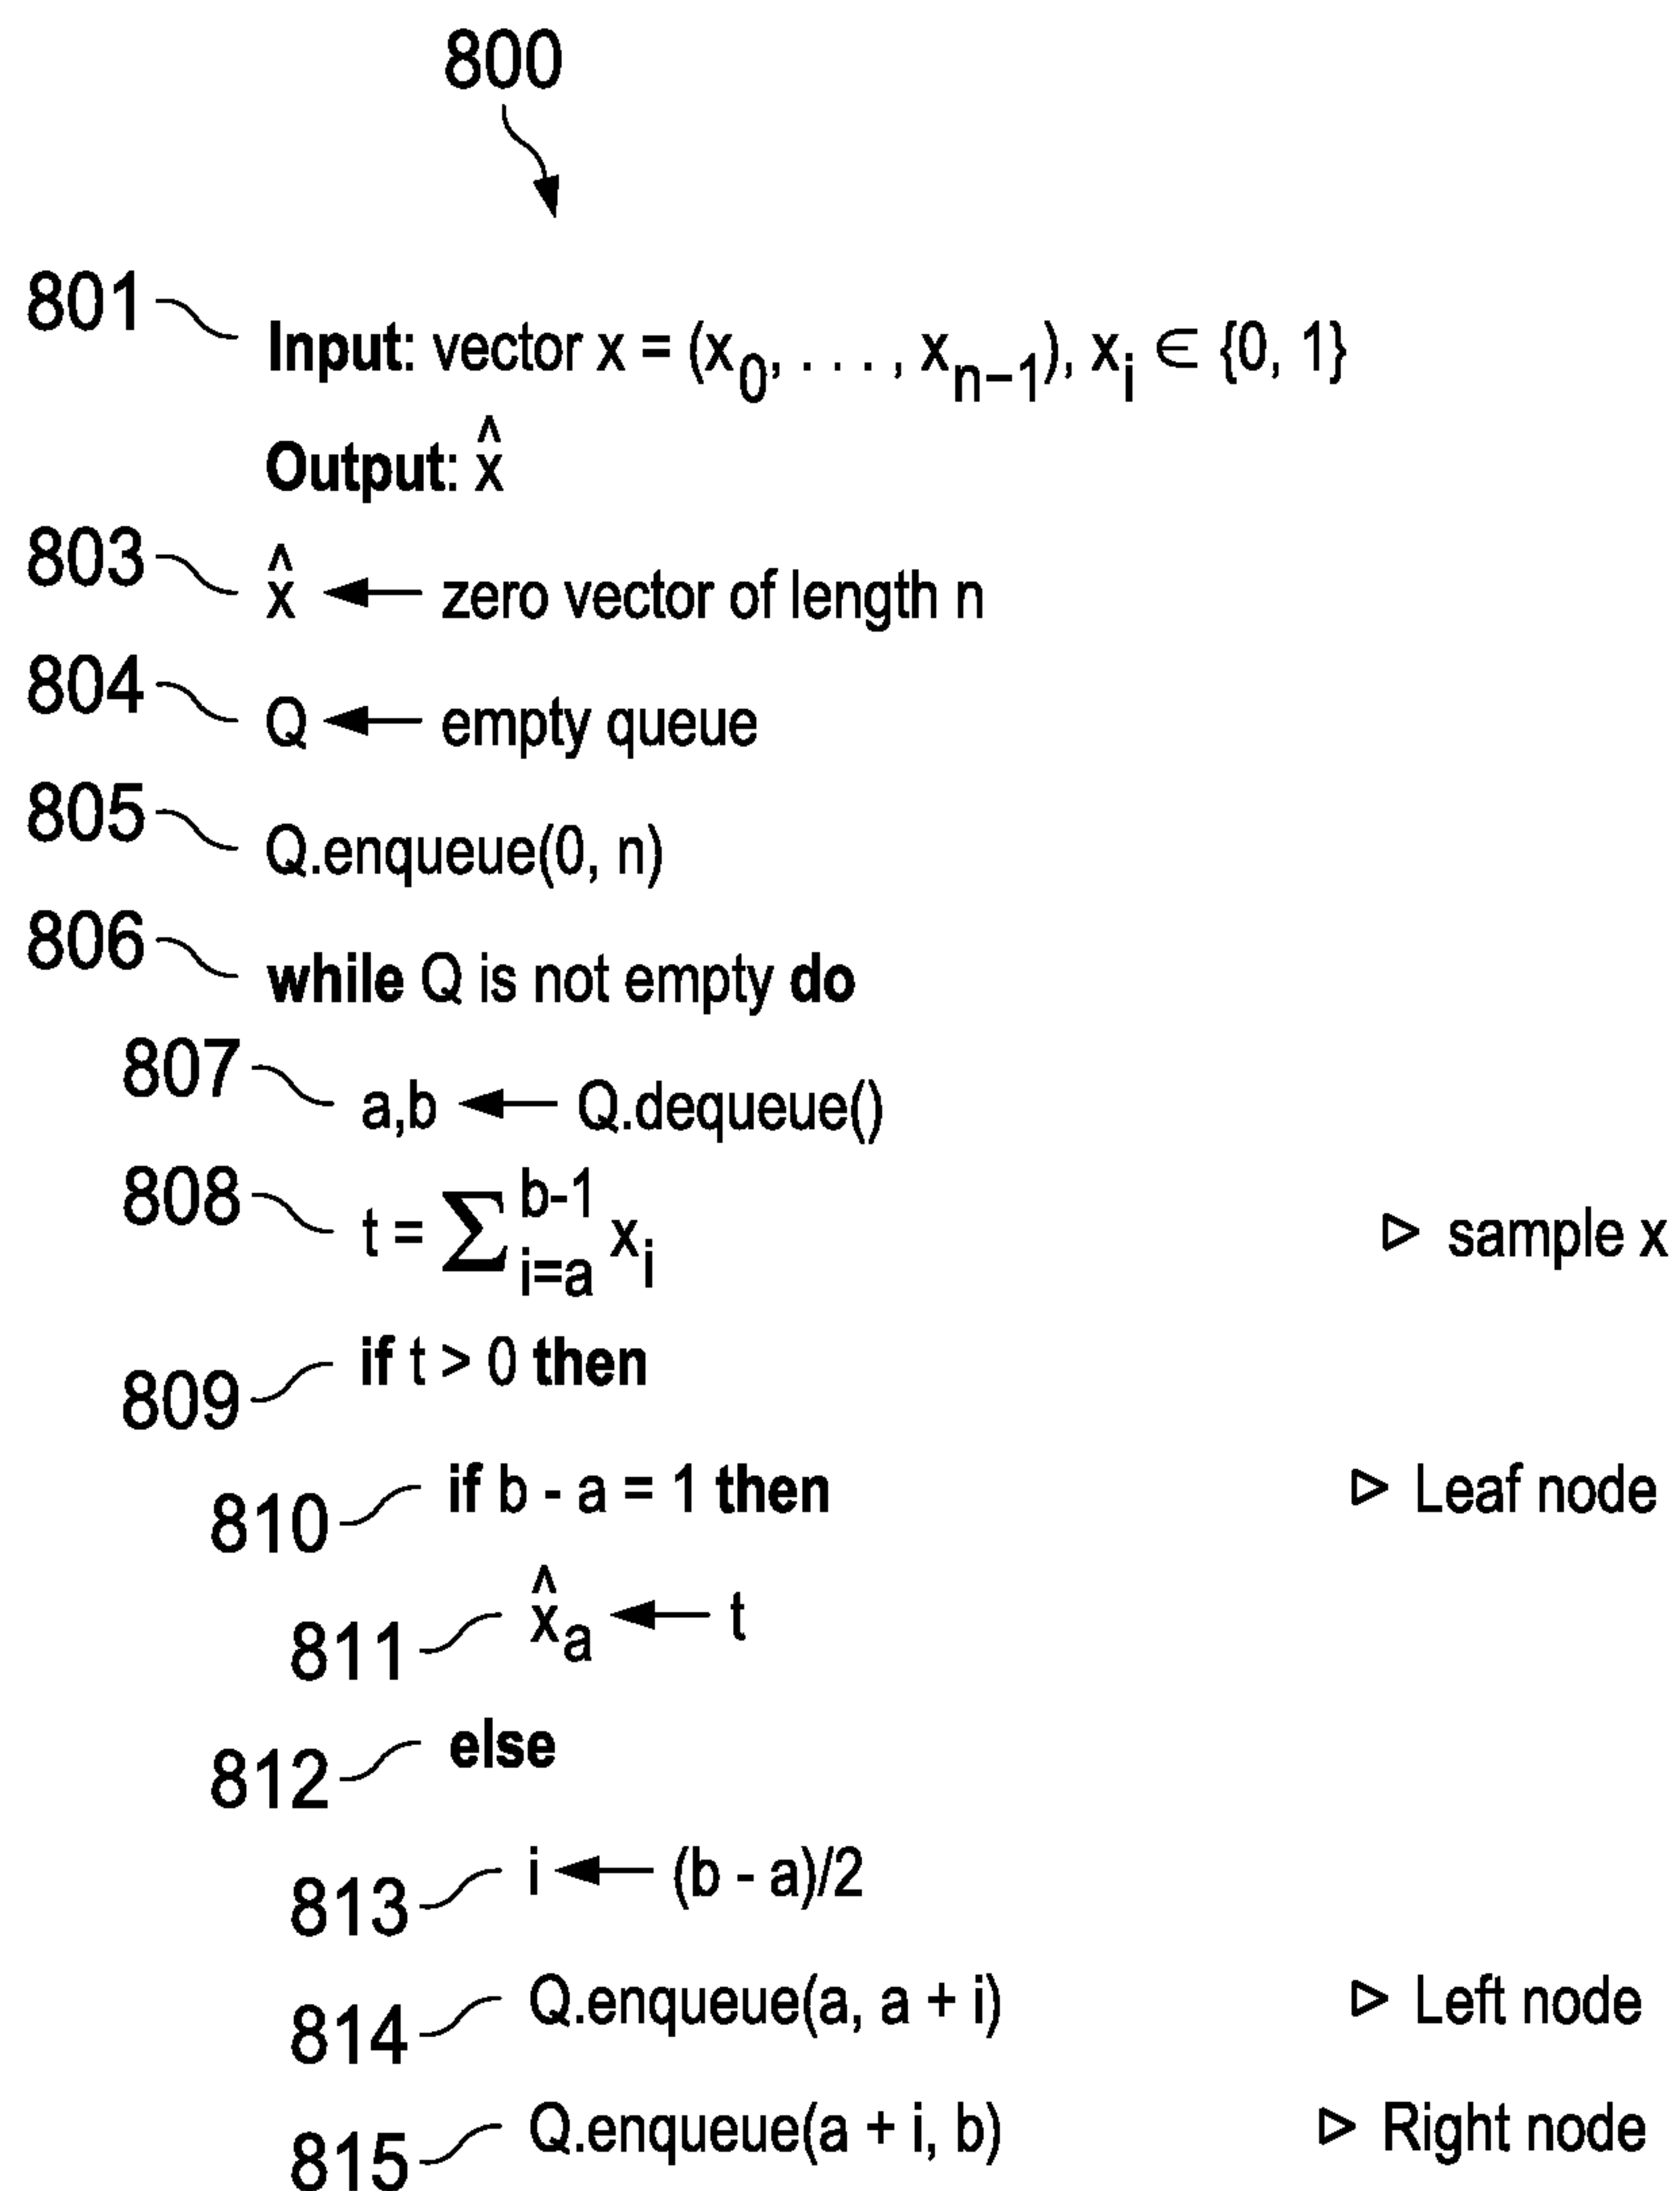 800
801 Input: vector x = (x₀, . . . , xₙ₋₁), xᵢ ∈ {0, 1}
Output: x̂
803 x̂ ← zero vector of length n
804 Q ← empty queue
805 Q.enqueue(0, n)
806 while Q is not empty do
807 a,b ← Q.dequeue()
808 t = ∑_{i=a}^{b-1} xᵢ ▷ sample x
809 if t > 0 then
810 if b - a = 1 then ▷ Leaf node
811 x̂ₐ ← t
812 else
813 i ← (b - a)/2
814 Q.enqueue(a, a + i) ▷ Left node
815 Q.enqueue(a + i, b) ▷ Right node